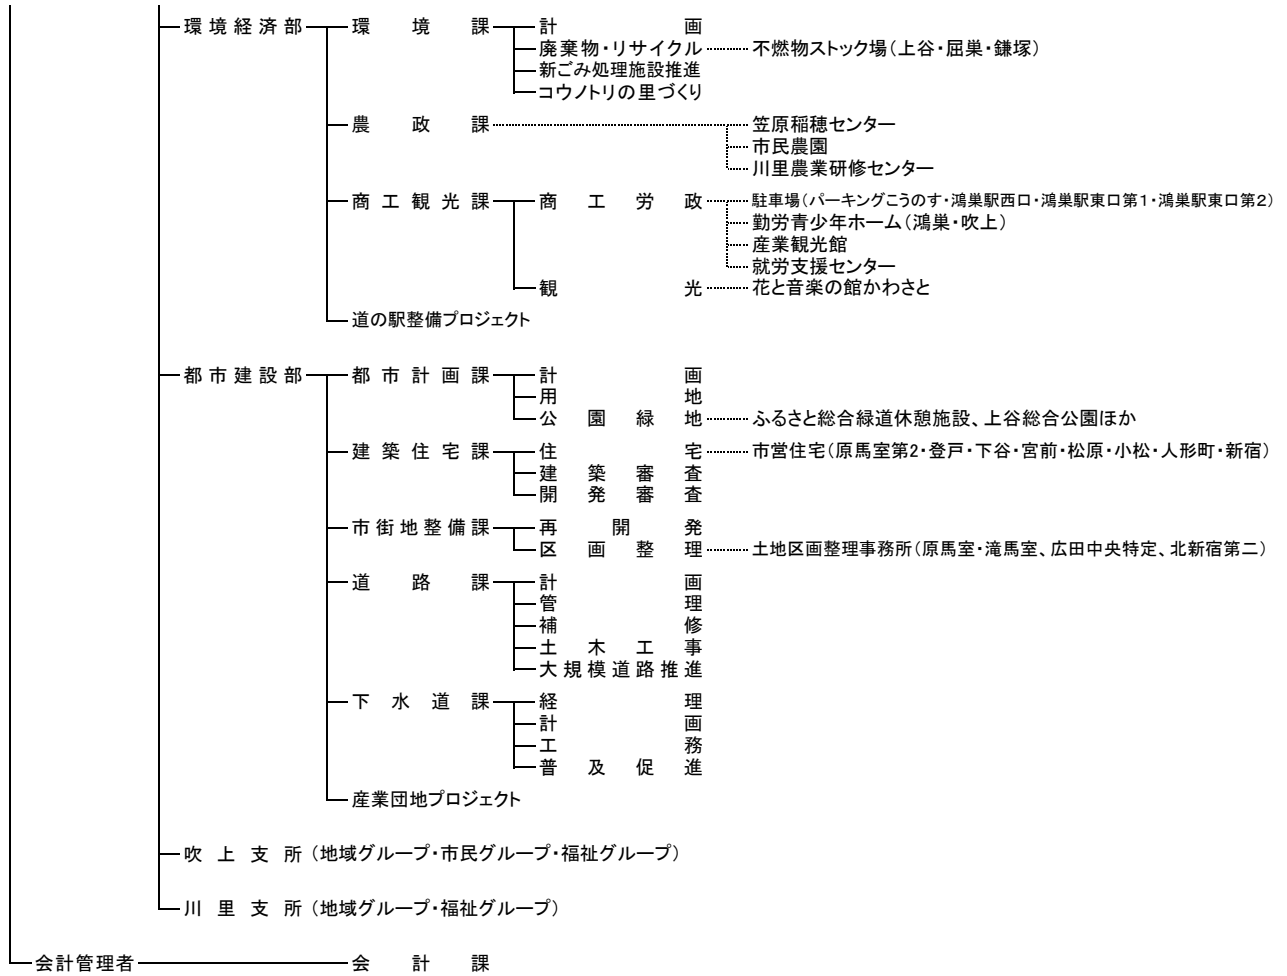 環境経済部 環境課 計画
廃棄物・リサイクル 不燃物ストック場（上谷・屈巣・鎌塚）
新ごみ処理施設推進
コウノトリの里づくり
農政課 笠原稲穂センター
市民農園
川里農業研修センター
商工観光課 商工労政 駐車場（パーキングこうのす・鴻巣駅西口・鴻巣駅東口第1・鴻巣駅東口第2）
勤労青少年ホーム（鴻巣・吹上）
産業観光館
就労支援センター
観光 花と音楽の館かわさと
道の駅整備プロジェクト
都市建設部 都市計画課 計画
用地
公園緑地 ふるさと総合緑道休憩施設、上谷総合公園ほか
建築住宅課 住宅 市営住宅（原馬室第2・登戸・下谷・宮前・松原・小松・人形町・新宿）
建築審査
開発審査
市街地整備課 再開発
区画整理 土地区画整理事務所（原馬室・滝馬室、広田中央特定、北新宿第二）
道路課 計画
管理
補修
土木工事
大規模道路推進
下水道課 経理
計画
工務
普及促進
産業団地プロジェクト
吹上支所（地域グループ・市民グループ・福祉グループ）
川里支所（地域グループ・福祉グループ）
会計管理者 会計課